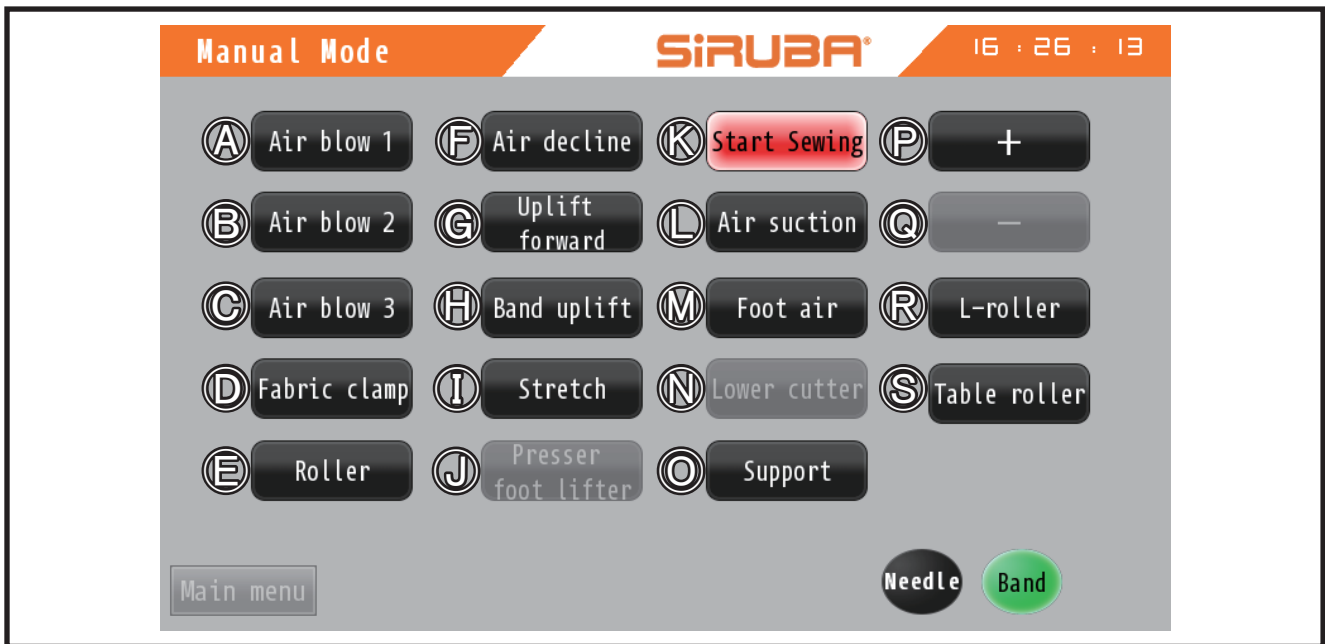 Manual Mode
SiRUBA®
16 : 26 : 13
A Air blow 1
F Air decline
K Start Sewing
P +
B Air blow 2
G Uplift
forward
L Air suction
Q −
C Air blow 3
H Band uplift
M Foot air
R L-roller
D Fabric clamp
I Stretch
N Lower cutter
S Table roller
E Roller
J Presser
foot lifter
O Support
Main menu
Needle
Band